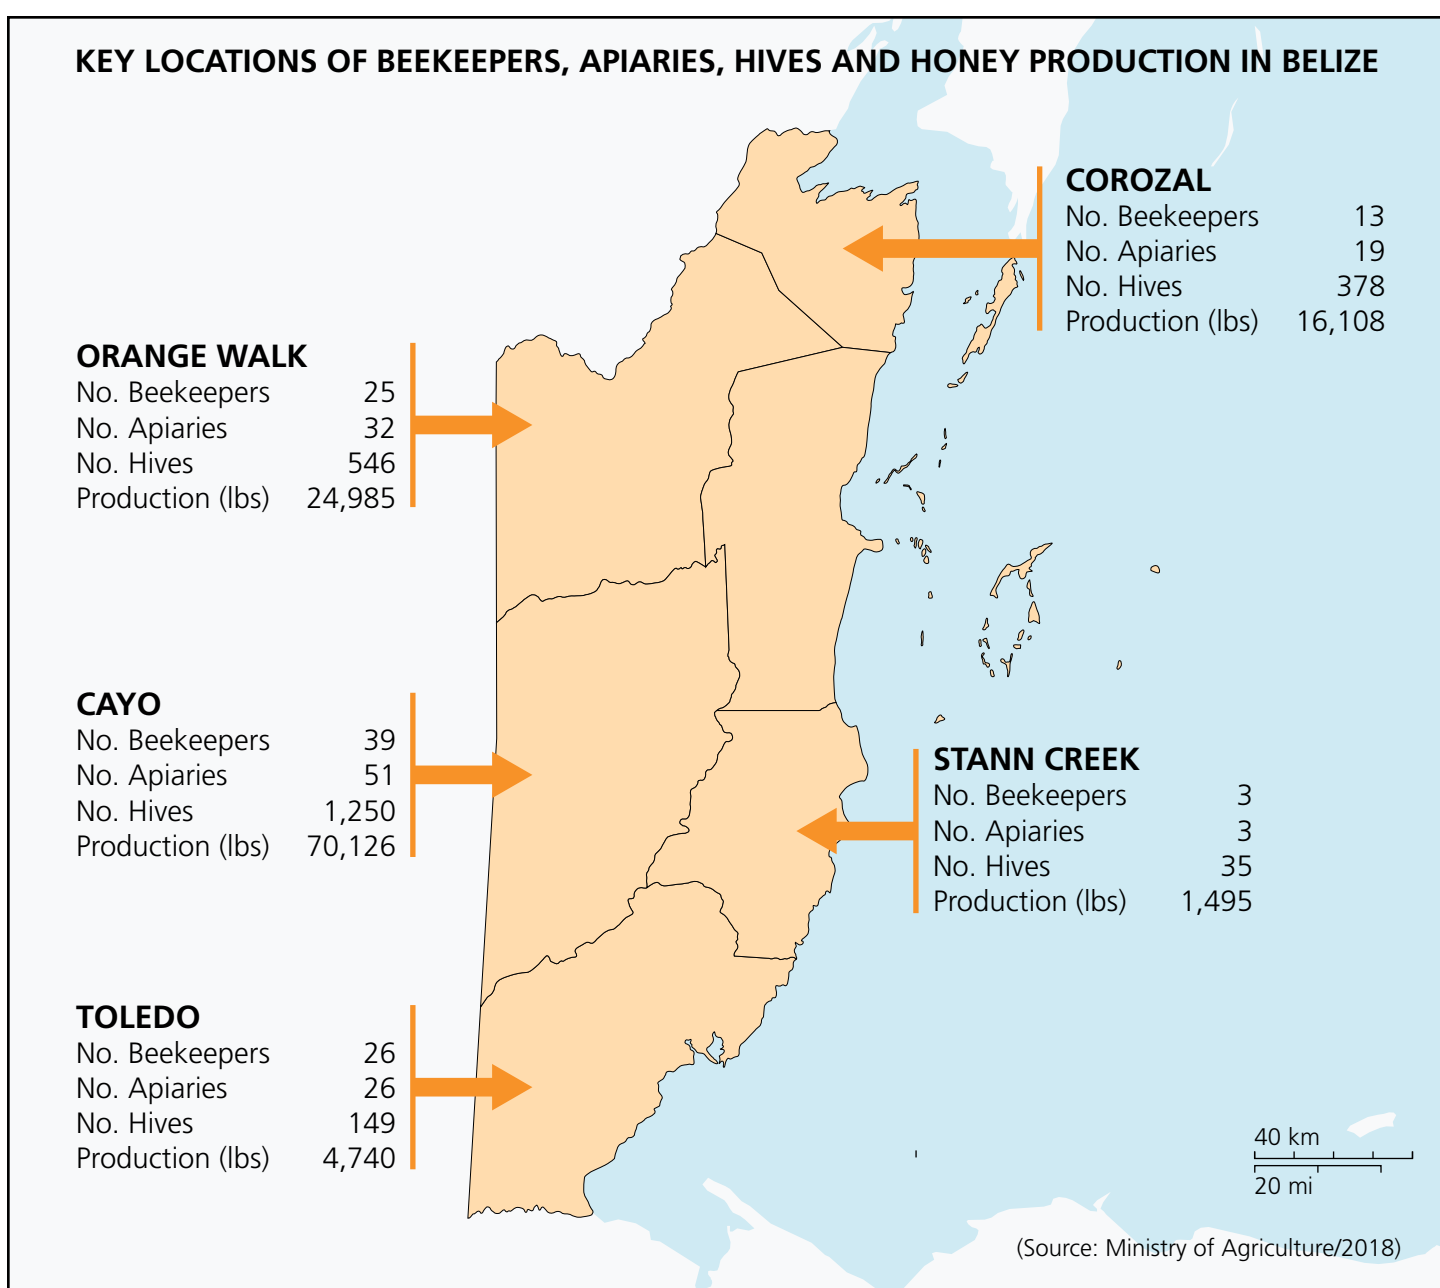 KEY LOCATIONS OF BEEKEEPERS, APIARIES, HIVES AND HONEY PRODUCTION IN BELIZE
COROZAL
No. Beekeepers 13
No. Apiaries 19
No. Hives 378
Production (lbs) 16,108
ORANGE WALK
No. Beekeepers 25
No. Apiaries 32
No. Hives 546
Production (lbs) 24,985
CAYO
No. Beekeepers 39
No. Apiaries 51
No. Hives 1,250
Production (lbs) 70,126
STANN CREEK
No. Beekeepers 3
No. Apiaries 3
No. Hives 35
Production (lbs) 1,495
TOLEDO
No. Beekeepers 26
No. Apiaries 26
No. Hives 149
Production (lbs) 4,740
40 km
20 mi
(Source: Ministry of Agriculture/2018)